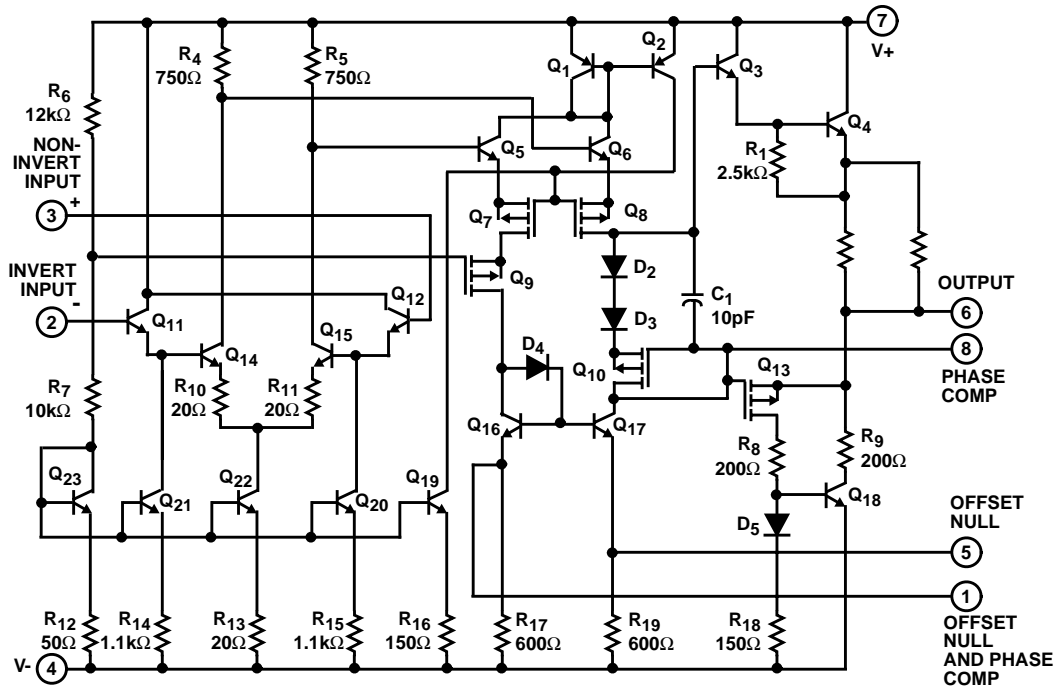 7
V+
R4
750Ω
R5
750Ω
Q1
Q2
Q3
R6
12kΩ
Q4
NON-
INVERT
INPUT
+
3
Q5
Q6
R1
2.5kΩ
Q7
Q8
Q9
INVERT
INPUT
-
2
Q11
Q12
D2
D3
C1
10pF
OUTPUT
6
Q14
Q15
D4
Q10
8
PHASE
COMP
Q13
R7
10kΩ
R10
20Ω
R11
20Ω
Q16
Q17
R8
200Ω
R9
200Ω
Q23
Q21
Q22
Q20
Q19
Q18
D5
OFFSET
NULL
5
1
OFFSET
NULL
AND PHASE
COMP
R12
50Ω
R14
1.1kΩ
R13
20Ω
R15
1.1kΩ
R16
150Ω
R17
600Ω
R19
600Ω
R18
150Ω
V-
4